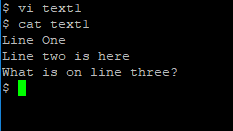 $ vi text1
$ cat text1
Line One
Line two is here
What is on line three?
$